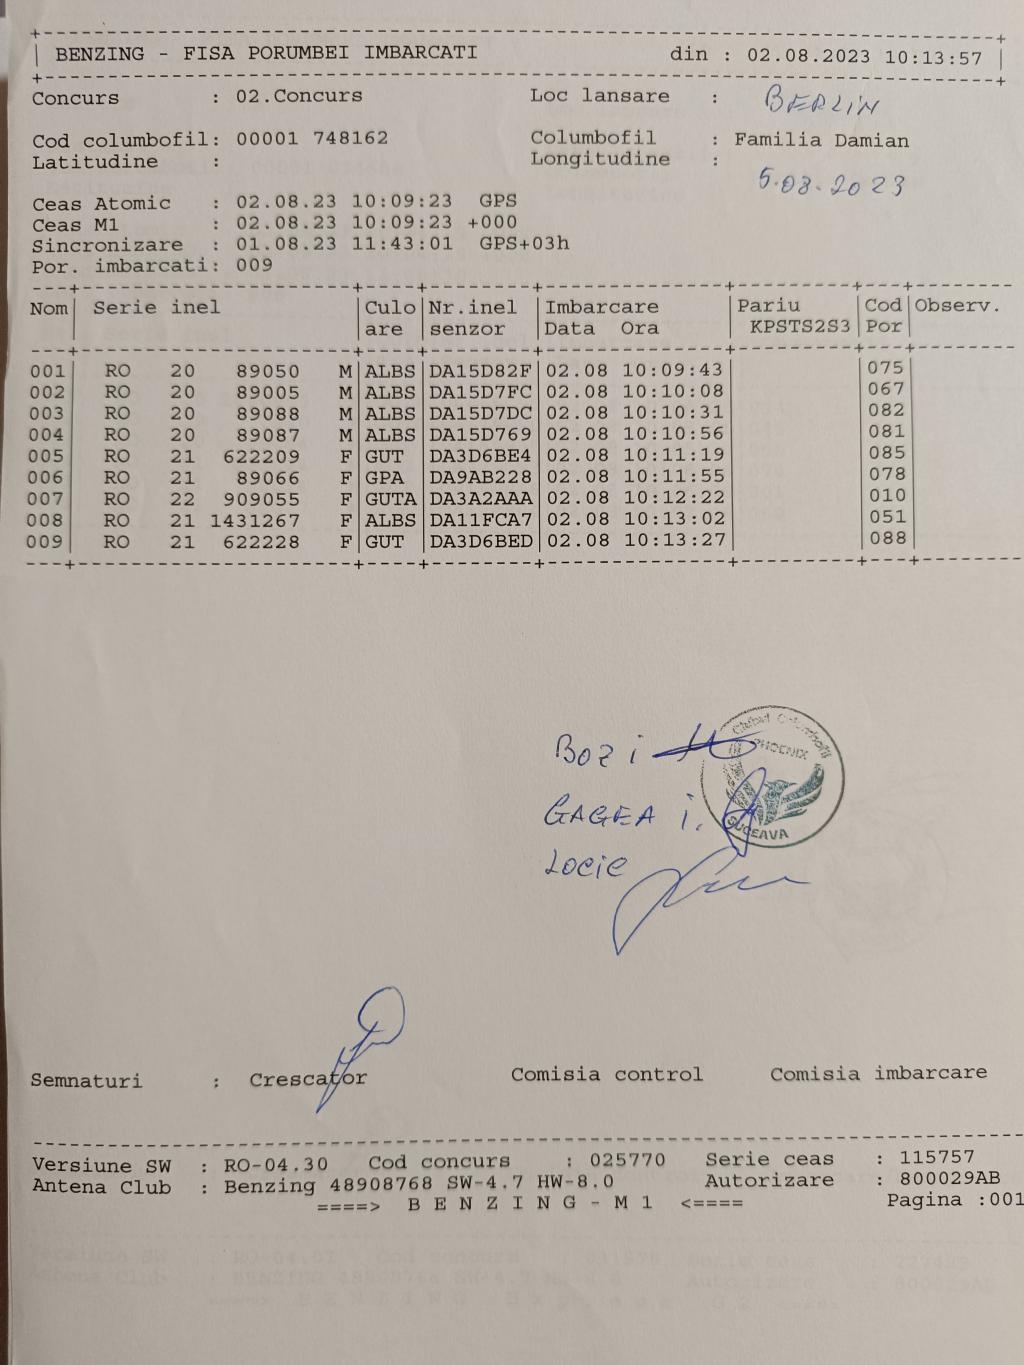 BENZING - FISA PORUMBEI IMBARCATI din : 02.08.2023 10:13:57
Concurs : 02.Concurs Loc lansare : BERLIN
Cod columbofil: 00001 748162 Columbofil : Familia Damian
Latitudine : Longitudine :
5.08.2023
Ceas Atomic : 02.08.23 10:09:23 GPS
Ceas M1 : 02.08.23 10:09:23 +000
Sincronizare : 01.08.23 11:43:01 GPS+03h
Por. imbarcati: 009
Nom Serie inel Culo Nr.inel Imbarcare Pariu Cod Observ.
are senzor Data Ora KPSTS2S3 Por
001 RO 20 89050 M ALBS DA15D82F 02.08 10:09:43 075
002 RO 20 89005 M ALBS DA15D7FC 02.08 10:10:08 067
003 RO 20 89088 M ALBS DA15D7DC 02.08 10:10:31 082
004 RO 20 89087 M ALBS DA15D769 02.08 10:10:56 081
005 RO 21 622209 F GUT DA3D6BE4 02.08 10:11:19 085
006 RO 21 89066 F GPA DA9AB228 02.08 10:11:55 078
007 RO 22 909055 F GUTA DA3A2AAA 02.08 10:12:22 010
008 RO 21 1431267 F ALBS DA11FCA7 02.08 10:13:02 051
009 RO 21 622228 F GUT DA3D6BED 02.08 10:13:27 088
Clubul
PHOENIX
SUCEAVA
Bozi
GAGEA i.
Semnaturi : Crescator Comisia control Comisia imbarcare
Versiune SW : RO-04.30 Cod concurs : 025770 Serie ceas : 115757
Antena Club : Benzing 48908768 SW-4.7 HW-8.0 Autorizare : 800029AB
====> B E N Z I N G - M 1 <==== Pagina :001